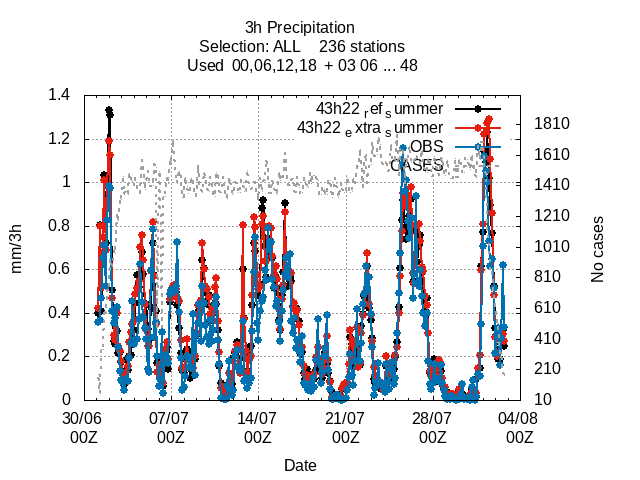 3h Precipitation
Selection: ALL 236 stations
Used 00,06,12,18 + 03 06 ... 48
43h22 ref summer
43h22 extra summer
OBS
CASES
1.4
1.2
1
0.8
0.6
0.4
0.2
0
mm/3h
1810
1610
1410
1210
1010
810
610
410
210
10
No cases
30/06 07/07 14/07 21/07 28/07 04/08
00Z 00Z 00Z 00Z 00Z 00Z
Date